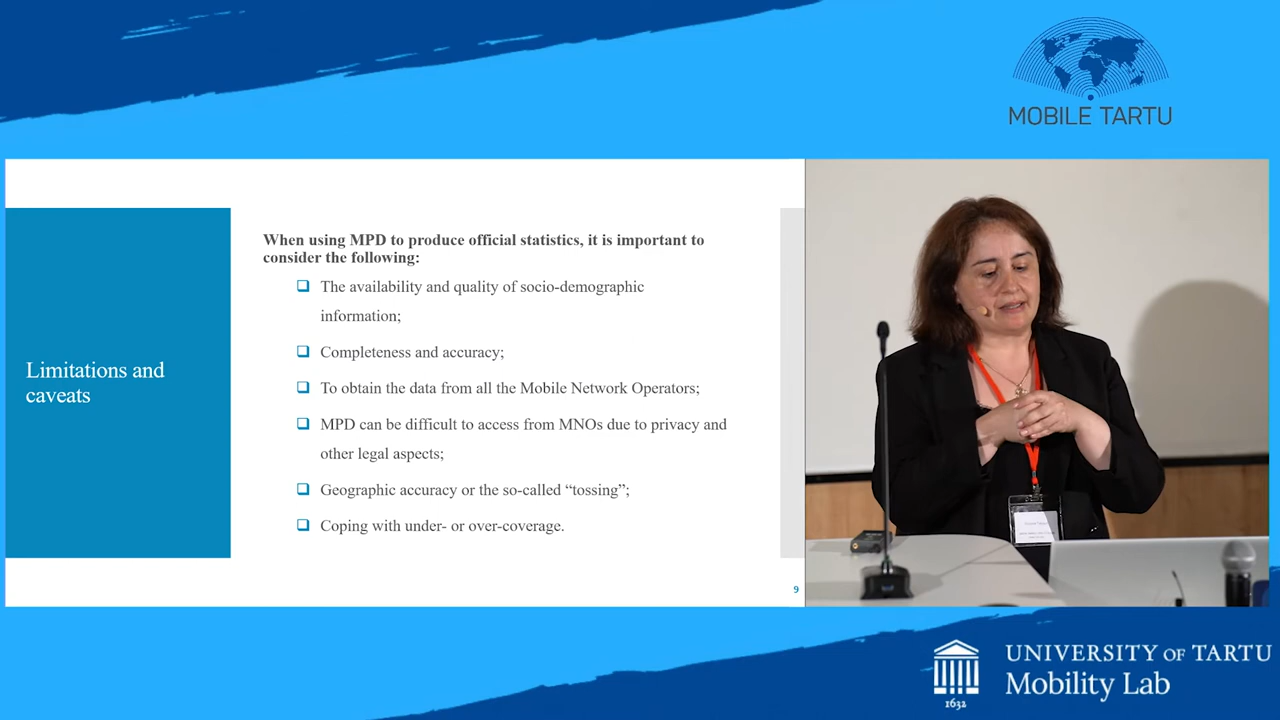 MOBILE TARTU
When using MPD to produce official statistics, it is important to
consider the following:
The availability and quality of socio-demographic
information;
Completeness and accuracy;
To obtain the data from all the Mobile Network Operators;
MPD can be difficult to access from MNOs due to privacy and
other legal aspects;
Geographic accuracy or the so-called “tossing”;
Coping with under- or over-coverage.
Limitations and
caveats
9
UNIVERSITY OF TARTU
Mobility Lab
1632